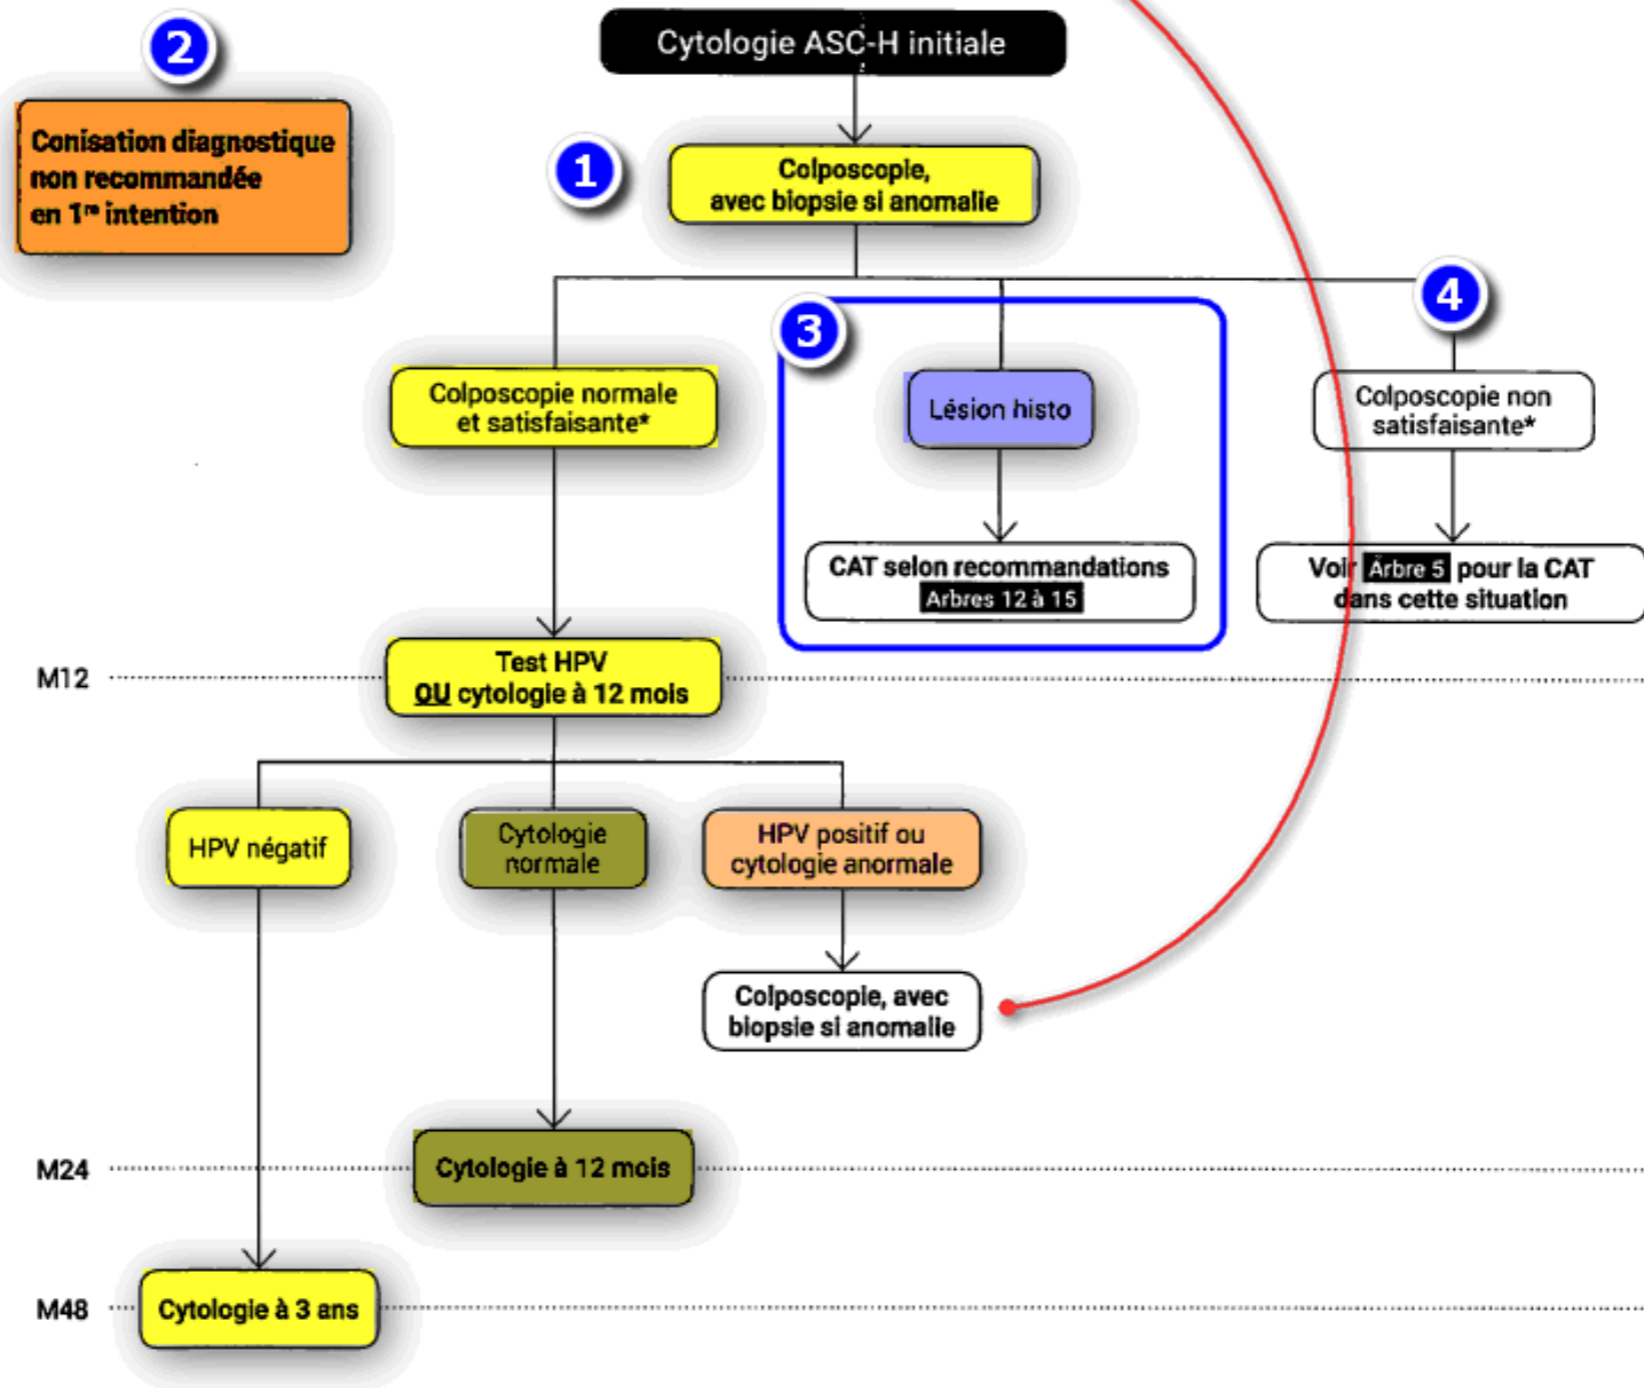 2
Cytologie ASC-H initiale
Conisation diagnostique
non recommandée
en 1re intention
1
Colposcopie,
avec biopsie si anomalie
3
4
Colposcopie normale
et satisfaisante*
Lésion histo
Colposcopie non
satisfaisante*
CAT selon recommandations
Arbres 12 à 15
Voir Arbre 5 pour la CAT
dans cette situation
M12
Test HPV
OU cytologie à 12 mois
HPV négatif
Cytologie
normale
HPV positif ou
cytologie anormale
Colposcopie, avec
biopsie si anomalie
M24
Cytologie à 12 mois
M48
Cytologie à 3 ans